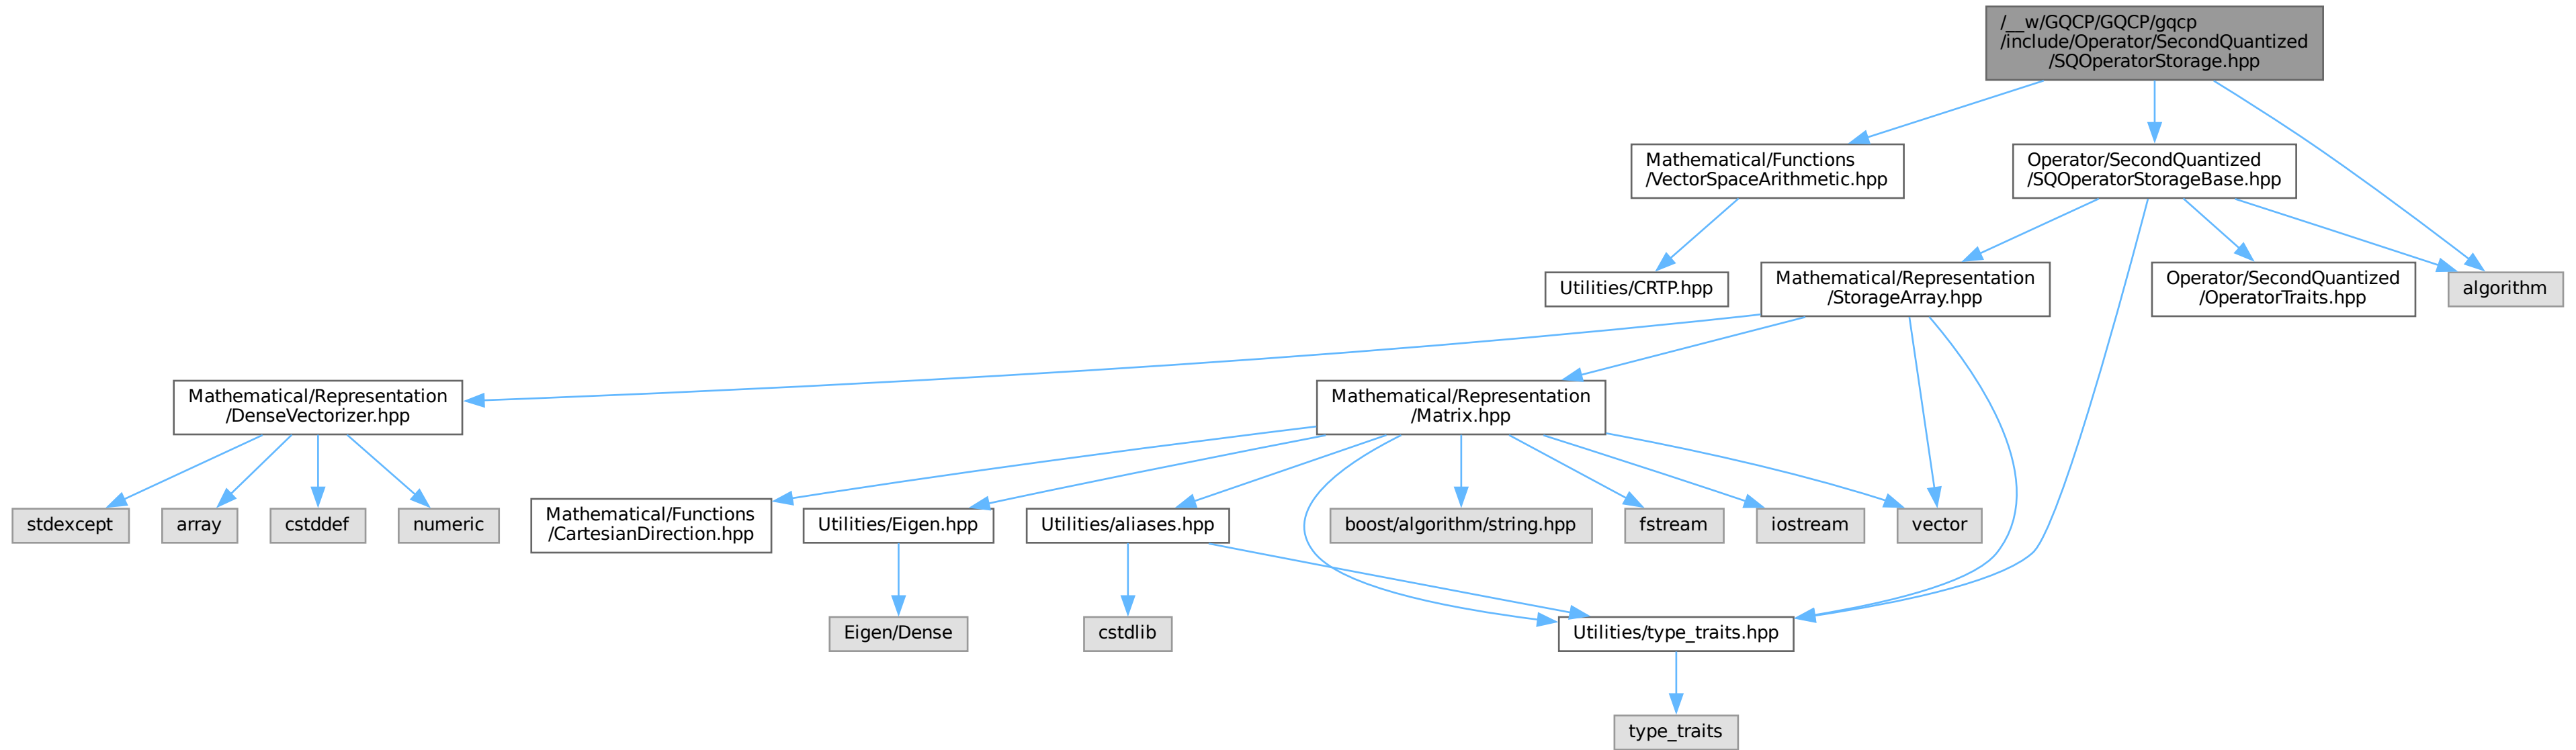 /__w/GQCP/GQCP/gqcp
/include/Operator/SecondQuantized
/SQOperatorStorage.hpp
Mathematical/Functions
/VectorSpaceArithmetic.hpp
Operator/SecondQuantized
/SQOperatorStorageBase.hpp
Utilities/CRTP.hpp
Mathematical/Representation
/StorageArray.hpp
Operator/SecondQuantized
/OperatorTraits.hpp
algorithm
Mathematical/Representation
/DenseVectorizer.hpp
Mathematical/Representation
/Matrix.hpp
stdexcept
array
cstddef
numeric
Mathematical/Functions
/CartesianDirection.hpp
Utilities/Eigen.hpp
Utilities/aliases.hpp
boost/algorithm/string.hpp
fstream
iostream
vector
Eigen/Dense
cstdlib
Utilities/type_traits.hpp
type_traits